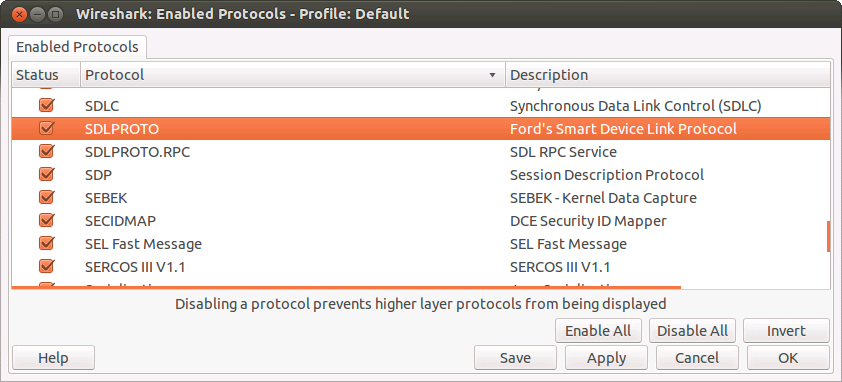 Wireshark: Enabled Protocols - Profile: Default
Enabled Protocols
Status Protocol Description
SDLC Synchronous Data Link Control (SDLC)
SDLPROTO Ford's Smart Device Link Protocol
SDLPROTO.RPC SDL RPC Service
SDP Session Description Protocol
SEBEK SEBEK - Kernel Data Capture
SECIDMAP DCE Security ID Mapper
SEL Fast Message SEL Fast Message
SERCOS III V1.1 SERCOS III V1.1
Disabling a protocol prevents higher layer protocols from being displayed
Enable All Disable All Invert
Help Save Apply Cancel OK